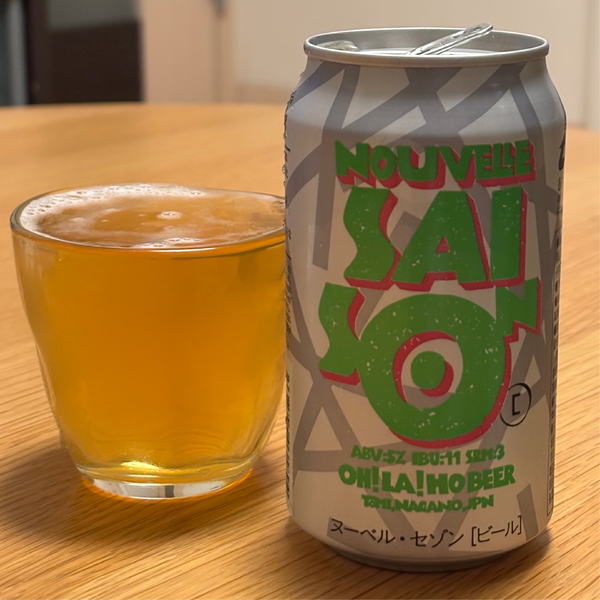 NOUVELLE
SAI
SON
ABV:5% IBU:11 SRM:3
OH!LA!HO BEER
TOMI,NAGANO,JPN
ヌーベル・セゾン [ビール]